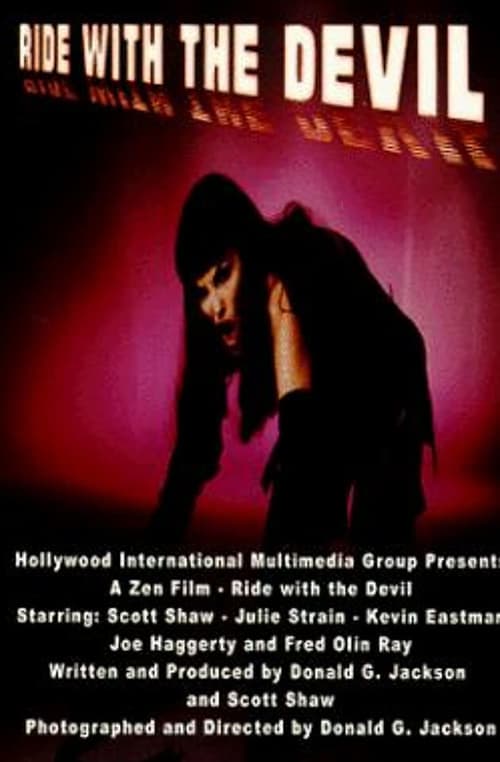 RIDE WITH THE DEVIL
Hollywood International Multimedia Group Presents
A Zen Film - Ride with the Devil
Starring: Scott Shaw - Julie Strain - Kevin Eastman
Joe Haggerty and Fred Olin Ray
Written and Produced by Donald G. Jackson
and Scott Shaw
Photographed and Directed by Donald G. Jackson